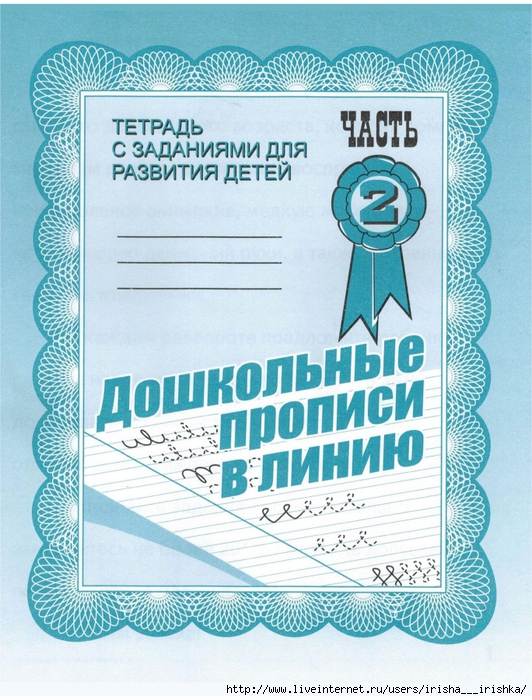 ТЕТРАДЬ
С ЗАДАНИЯМИ ДЛЯ
РАЗВИТИЯ ДЕТЕЙ
ЧАСТЬ
2
ДОШКОЛЬНЫЕ
ПРОПИСИ
В ЛИНИЮ
http://www.liveinternet.ru/users/irisha___irishka/